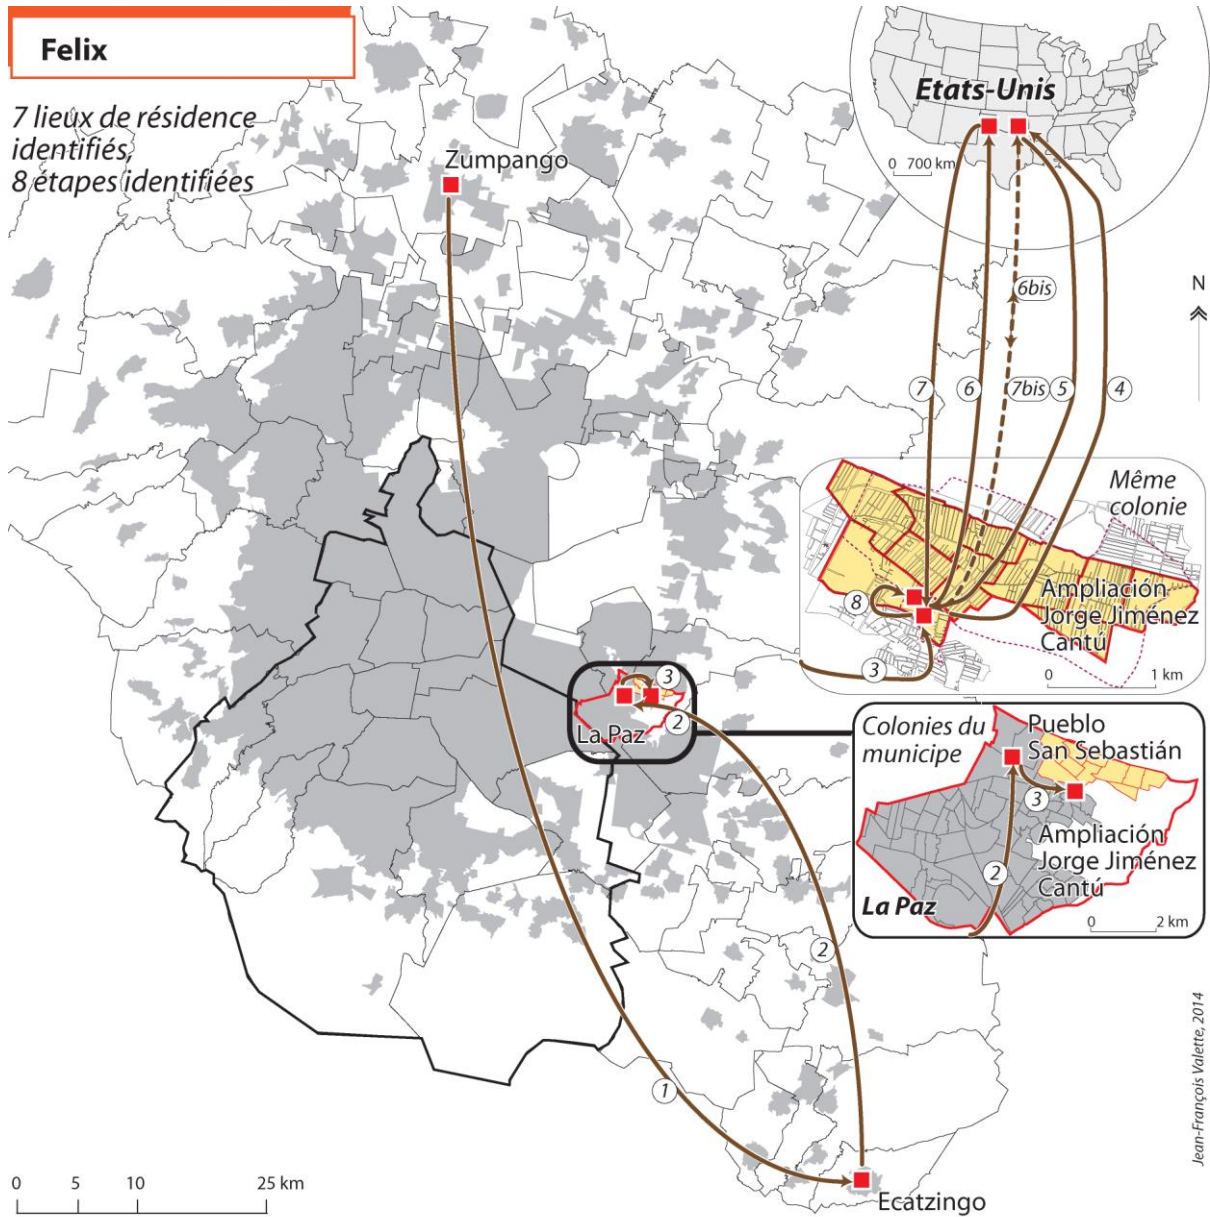 Felix
7 lieux de résidence
identifiés,
8 étapes identifiées
Zumpango
Etats-Unis
0 700 km
N
6bis
7
6
7bis
5
4
Même
colonie
Ampliación
Jorge Jiménez
Cantú
8
3
0 1 km
3
2
La Paz
Colonies du
municipe
Pueblo
San Sebastián
3
Ampliación
Jorge Jiménez
Cantú
2
La Paz
0 2 km
2
1
Ecatzingo
0 5 10 25 km
Jean-François Valette, 2014